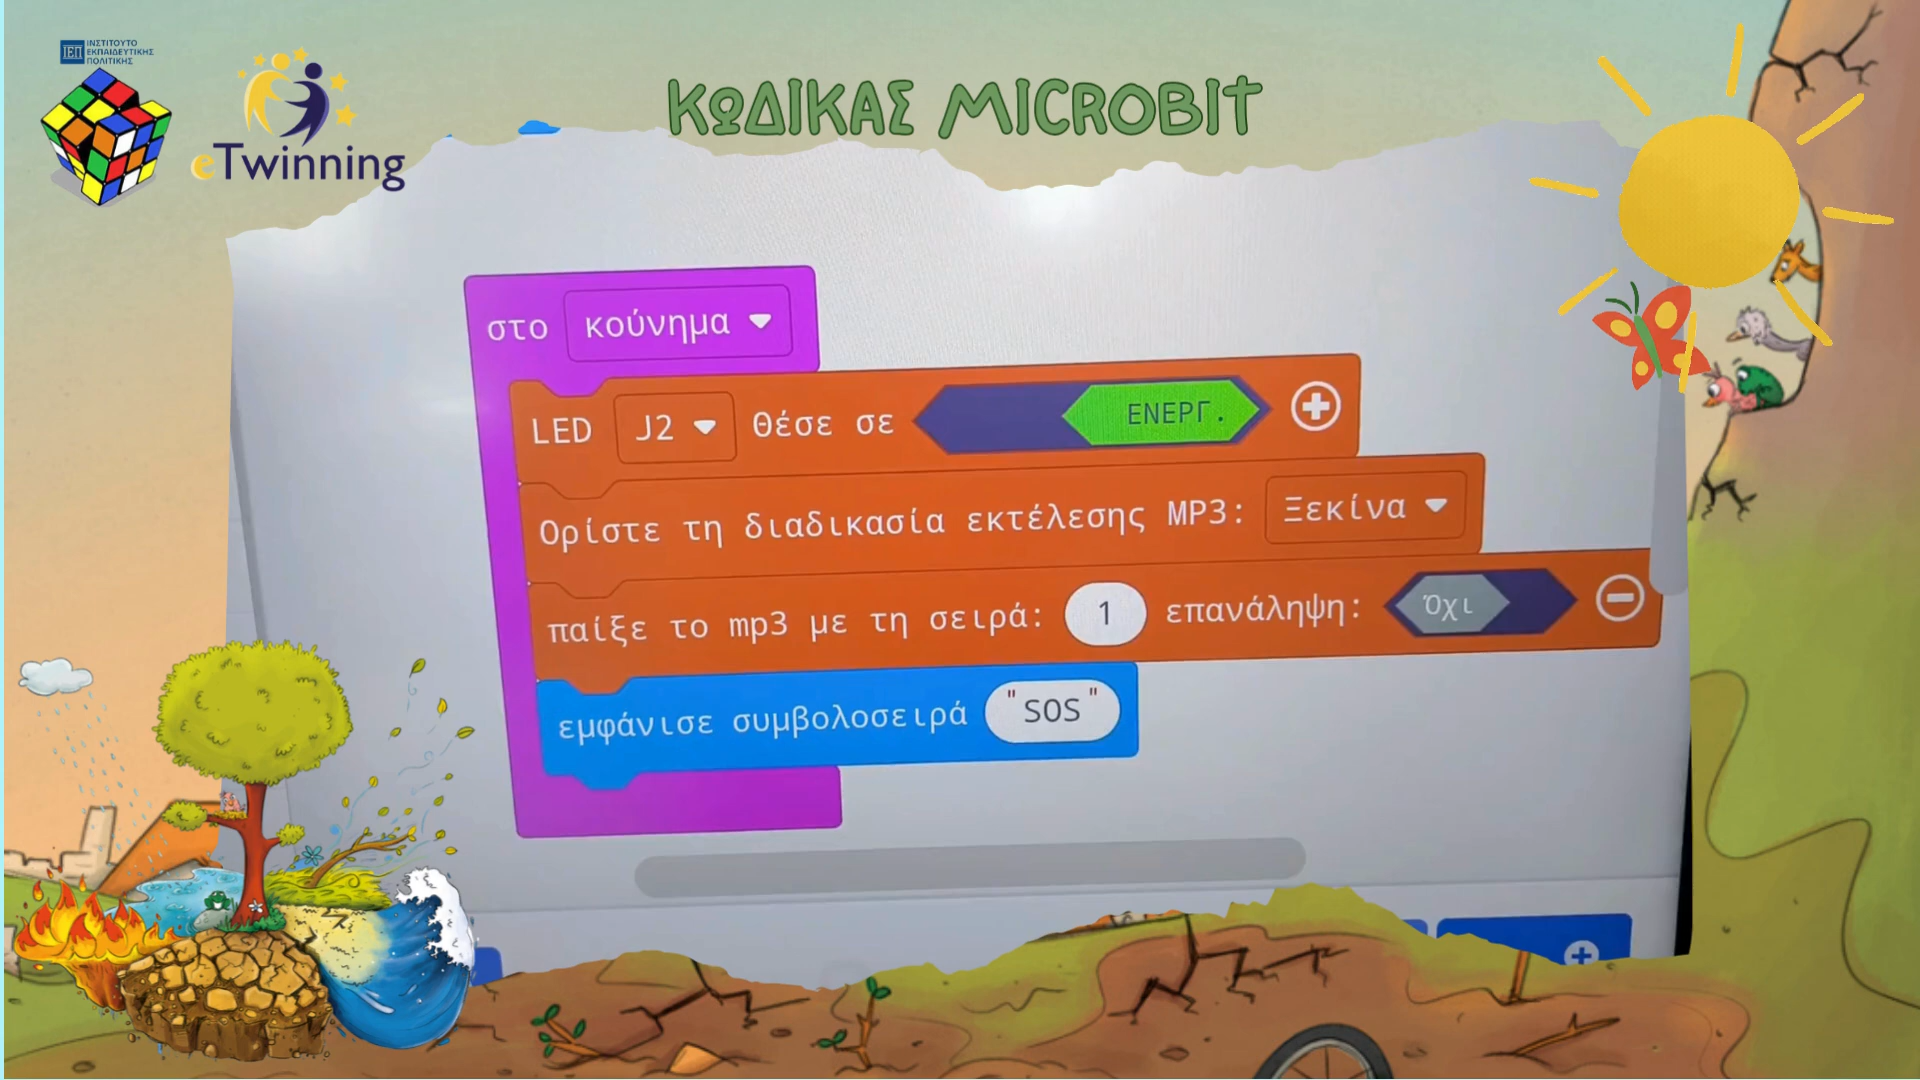 ΙΕΠ ΙΝΣΤΙΤΟΥΤΟ
ΕΚΠΑΙΔΕΥΤΙΚΗΣ
ΠΟΛΙΤΙΚΗΣ
eTwinning
ΚΩΔΙΚΑΣ MICROBIT
στο κούνημα
LED J2 θέσε σε ΕΝΕΡΓ.
Ορίστε τη διαδικασία εκτέλεσης MP3: Ξεκίνα
παίξε το mp3 με τη σειρά: 1 επανάληψη: Όχι
εμφάνισε συμβολοσειρά "SOS"